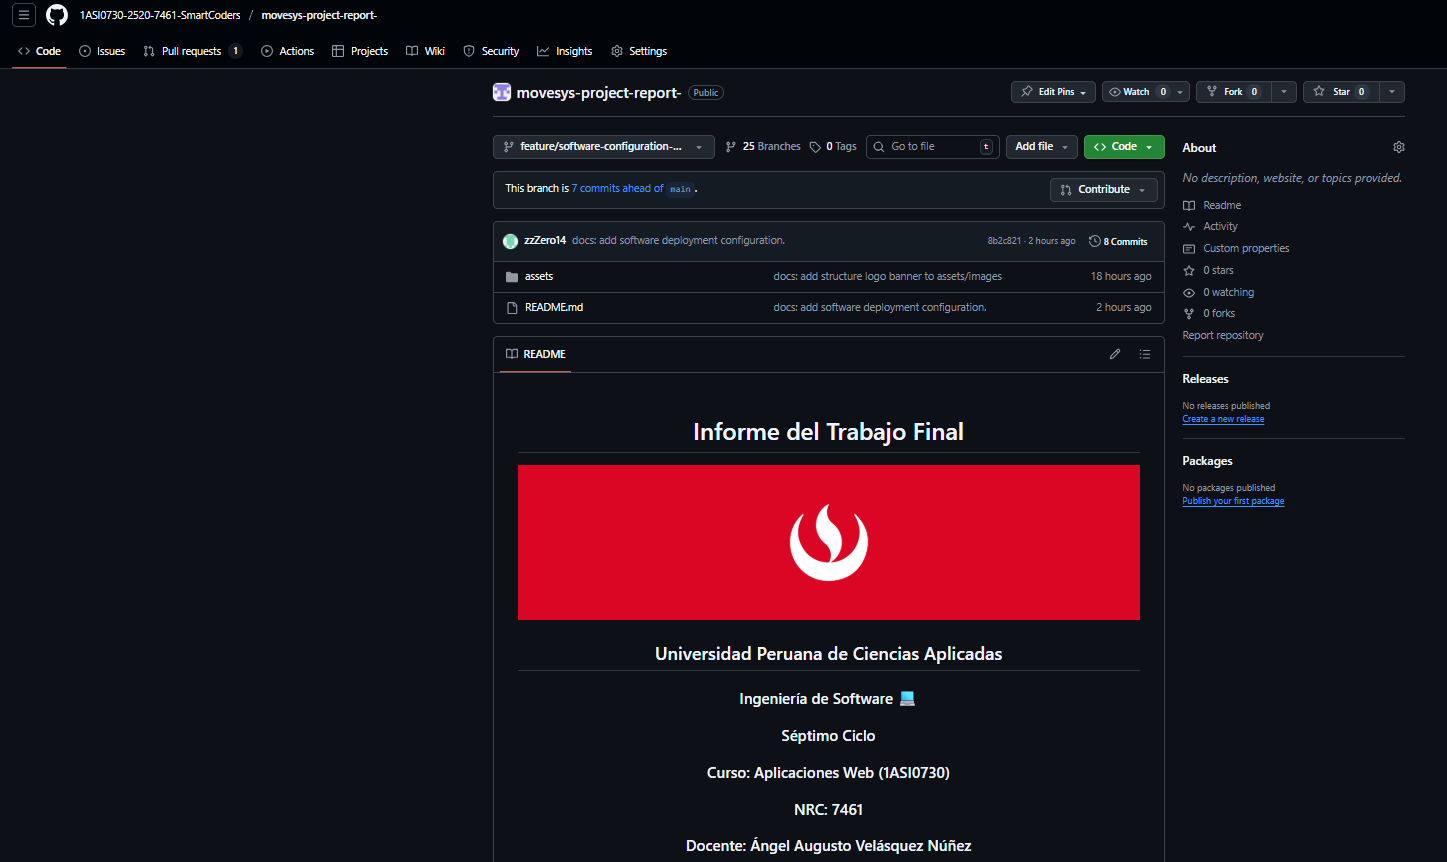 1ASI0730-2520-7461-SmartCoders / movesys-project-report-
Code Issues Pull requests 1 Actions Projects Wiki Security Insights Settings
movesys-project-report- Public
Edit Pins Watch 0 Fork 0 Star 0
feature/software-configuration-... 25 Branches 0 Tags Go to file t Add file Code
This branch is 7 commits ahead of main .
Contribute
zzZero14 docs: add software deployment configuration. 8b2c821 · 2 hours ago 8 Commits
assets docs: add structure logo banner to assets/images 18 hours ago
README.md docs: add software deployment configuration. 2 hours ago
README
Informe del Trabajo Final
Universidad Peruana de Ciencias Aplicadas
Ingeniería de Software
Séptimo Ciclo
Curso: Aplicaciones Web (1ASI0730)
NRC: 7461
Docente: Ángel Augusto Velásquez Núñez
About
No description, website, or topics provided.
Readme
Activity
Custom properties
0 stars
0 watching
0 forks
Report repository
Releases
No releases published
Create a new release
Packages
No packages published
Publish your first package